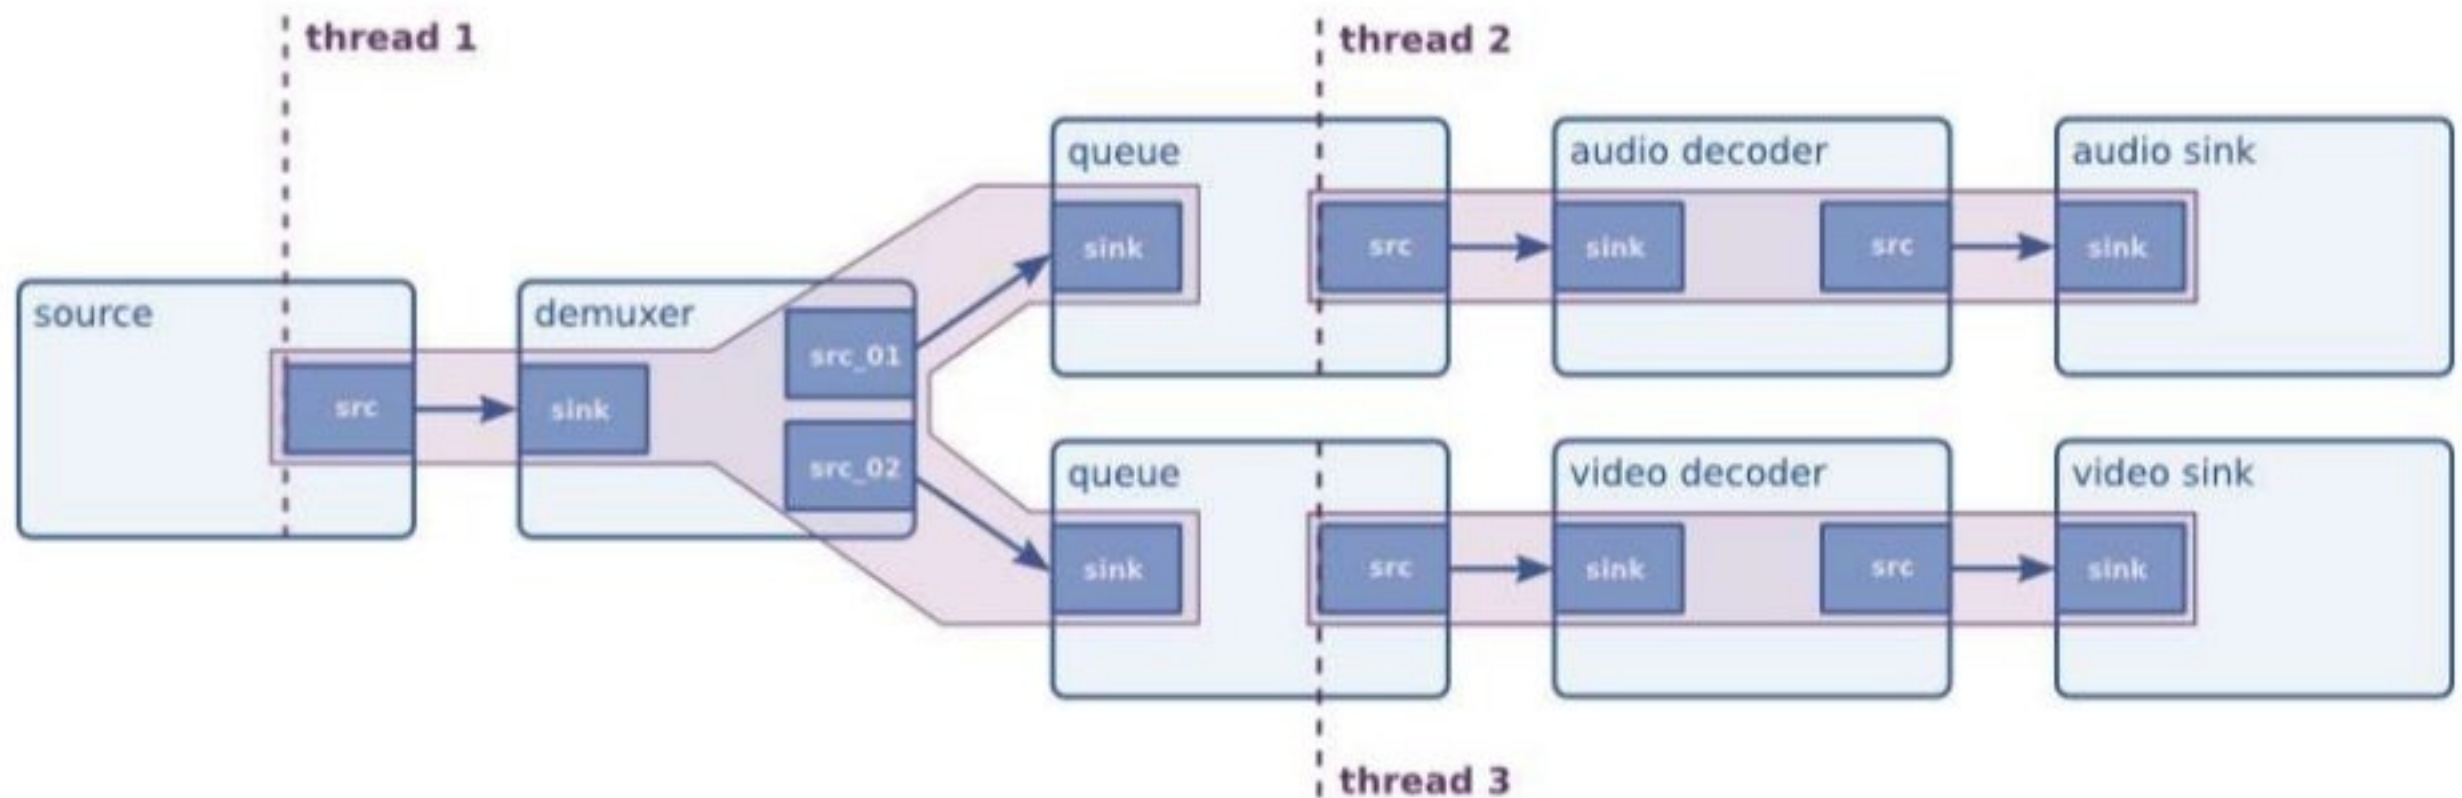 thread 1
thread 2
queue
audio decoder
audio sink
sink
src
sink
src
sink
source
demuxer
src_01
src
sink
src_02
queue
video decoder
video sink
sink
src
sink
src
sink
thread 3